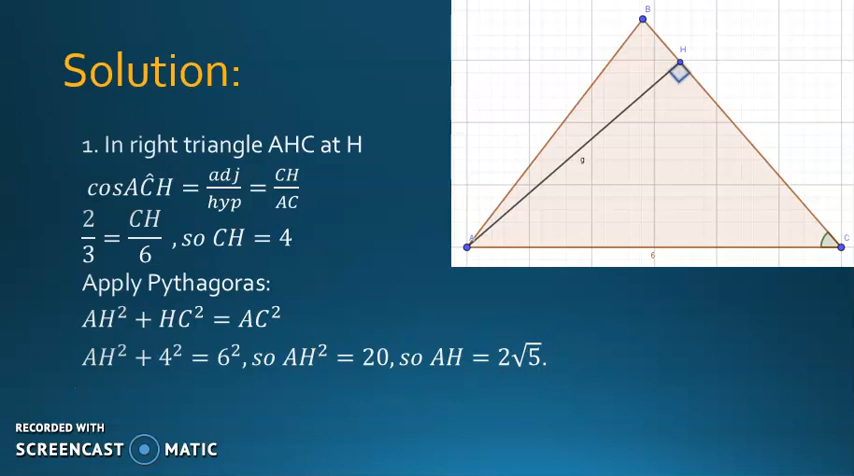 Solution:
1. In right triangle AHC at H
cosAĈH = adj/hyp = CH/AC
2/3 = CH/6 , so CH = 4
Apply Pythagoras:
AH² + HC² = AC²
AH² + 4² = 6², so AH² = 20, so AH = 2√5.
B
H
g
A
C
6
RECORDED WITH
SCREENCAST MATIC